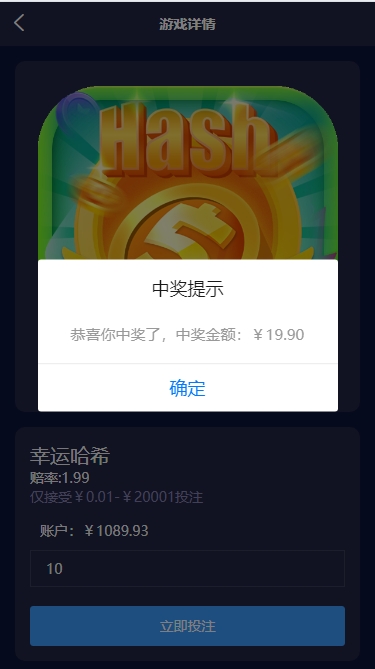 游戏详情
Hash
中奖提示
恭喜你中奖了，中奖金额：￥19.90
确定
幸运哈希
赔率:1.99
仅接受￥0.01-￥20001投注
账户：￥1089.93
10
立即投注